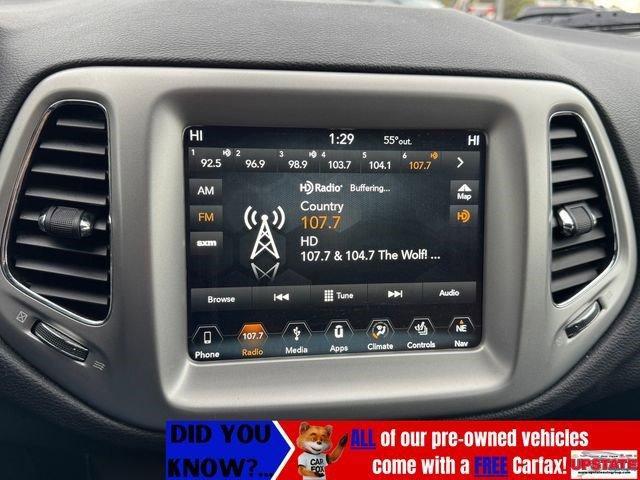 HI 1:29 55°out. HI
1 92.5 2 96.9 3 98.9 4 103.7 5 104.1 6 107.7
AM
FM
sxm
HD Radio Buffering...
Country
107.7
HD
107.7 & 104.7 The Wolf! ...
Map
Browse Tune Audio
Phone
107.7
Radio
Media
Apps
Climate
Controls
NE
Nav
DID YOU
KNOW?...
CAR
FOX
ALL of our pre-owned vehicles
come with a FREE Carfax!
UPSTATE